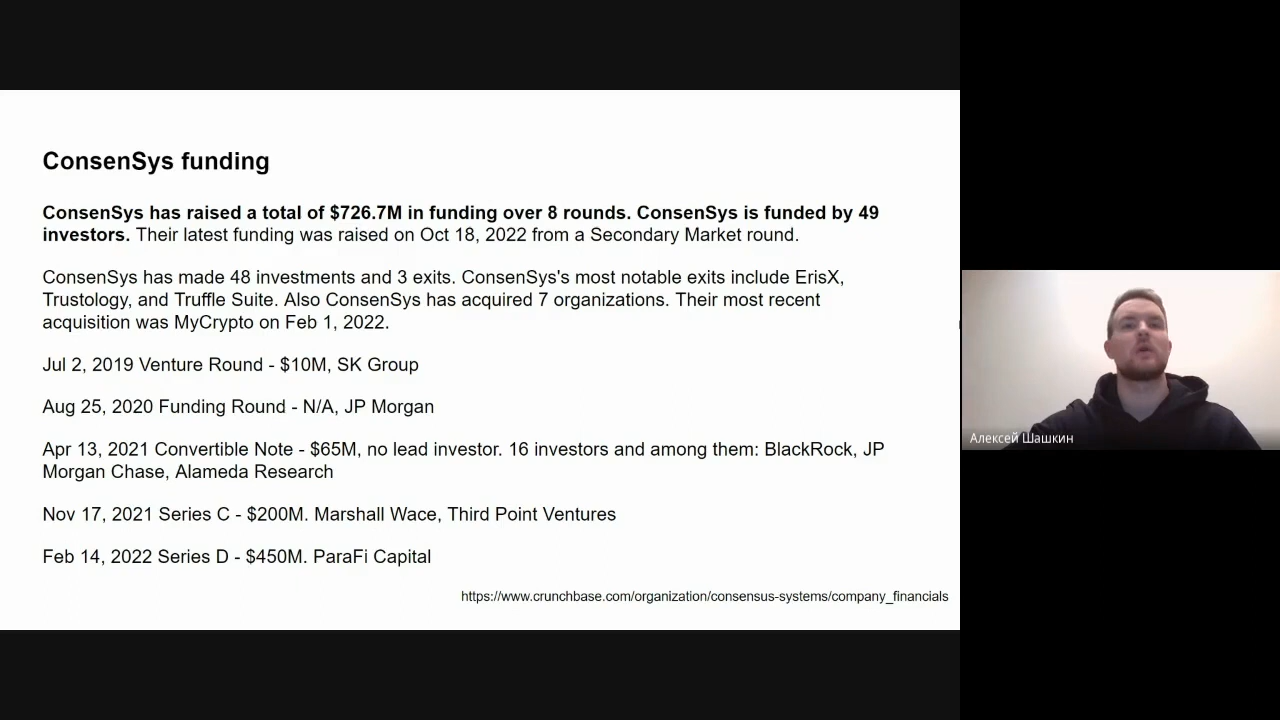 ConsenSys funding
ConsenSys has raised a total of $726.7M in funding over 8 rounds. ConsenSys is funded by 49
investors. Their latest funding was raised on Oct 18, 2022 from a Secondary Market round.
ConsenSys has made 48 investments and 3 exits. ConsenSys's most notable exits include ErisX,
Trustology, and Truffle Suite. Also ConsenSys has acquired 7 organizations. Their most recent
acquisition was MyCrypto on Feb 1, 2022.
Jul 2, 2019 Venture Round - $10M, SK Group
Aug 25, 2020 Funding Round - N/A, JP Morgan
Apr 13, 2021 Convertible Note - $65M, no lead investor. 16 investors and among them: BlackRock, JP
Morgan Chase, Alameda Research
Nov 17, 2021 Series C - $200M. Marshall Wace, Third Point Ventures
Feb 14, 2022 Series D - $450M. ParaFi Capital
https://www.crunchbase.com/organization/consensus-systems/company_financials
Алексей Шашкин